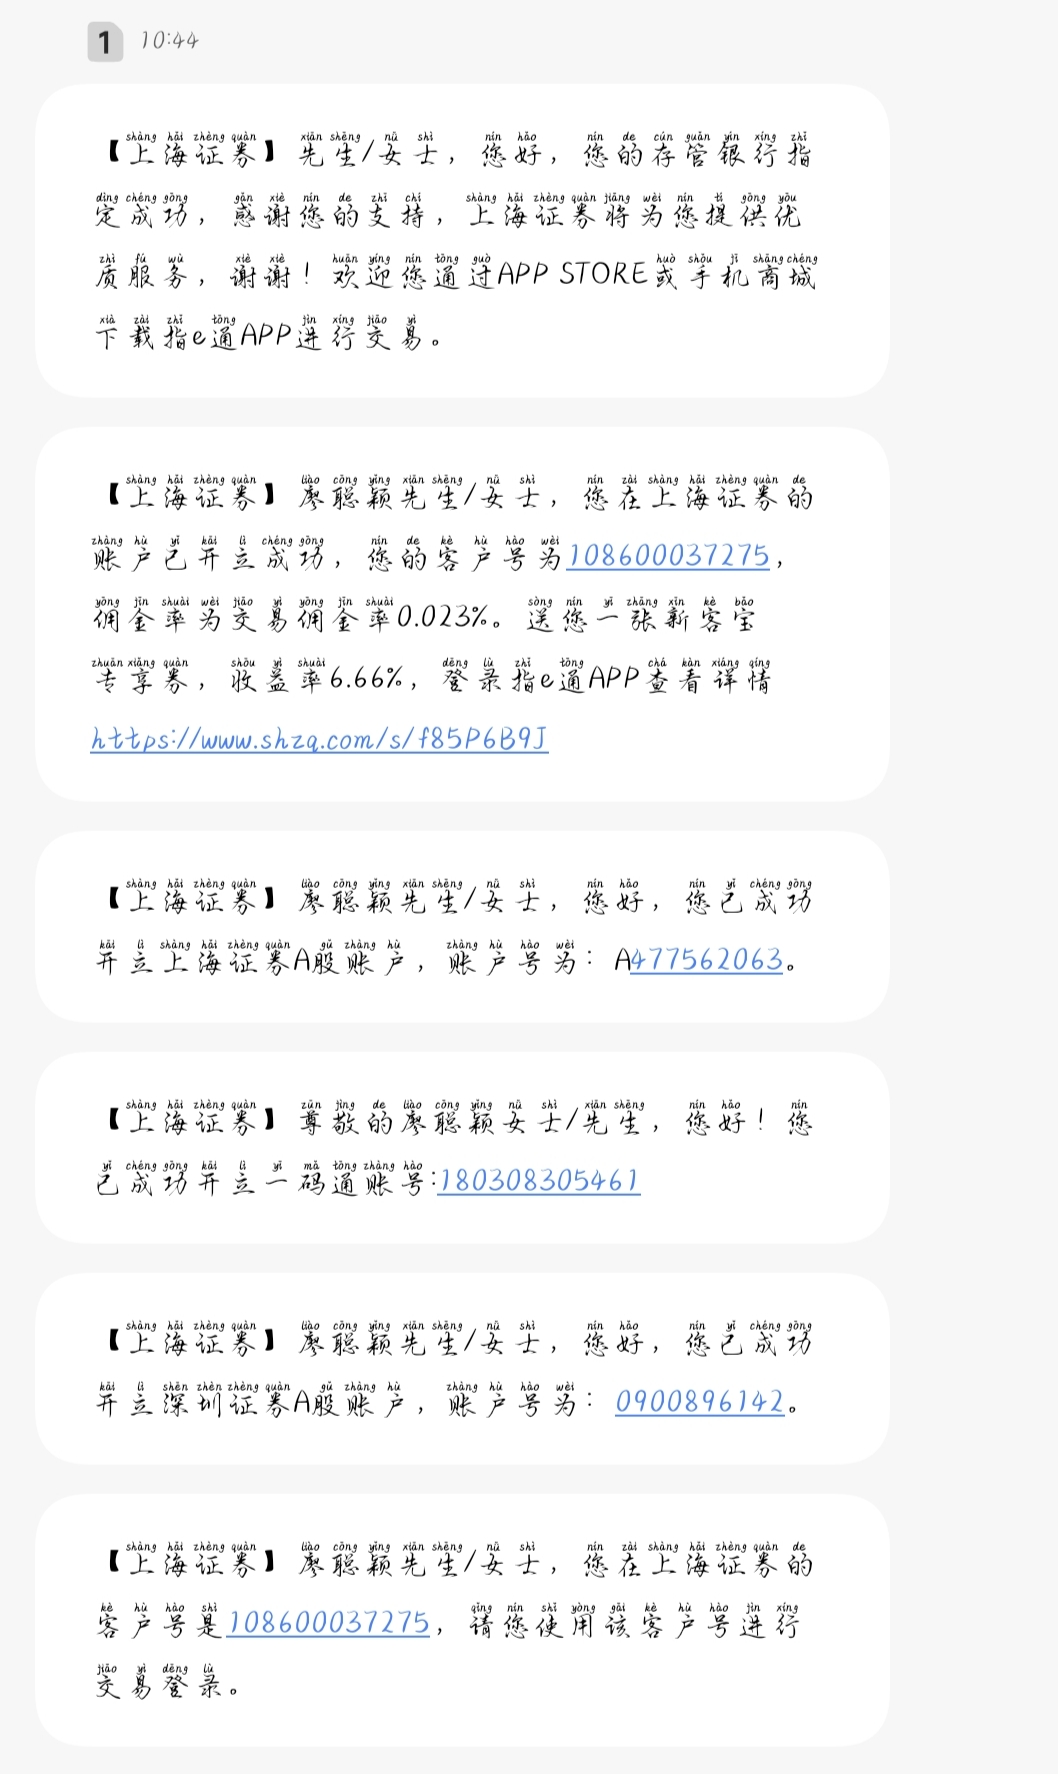 1 10:44
【上海证券】先生/女士，您好，您的存管银行指
定成功，感谢您的支持，上海证券将为您提供优
质服务，谢谢！欢迎您通过APP STORE或手机商城
下载指e通APP进行交易。
【上海证券】廖聪颖先生/女士，您在上海证券的
账户已开立成功，您的客户号为108600037275，
佣金率为交易佣金率0.023%。送您一张新客宝
专享券，收益率6.66%，登录指e通APP查看详情
https://www.shzq.com/s/f85P6B9J
【上海证券】廖聪颖先生/女士，您好，您已成功
开立上海证券A股账户，账户号为：A477562063。
【上海证券】尊敬的廖聪颖女士/先生，您好！您
已成功开立一码通账号:180308305461
【上海证券】廖聪颖先生/女士，您好，您已成功
开立深圳证券A股账户，账户号为：0900896142。
【上海证券】廖聪颖先生/女士，您在上海证券的
客户号是108600037275，请您使用该客户号进行
交易登录。